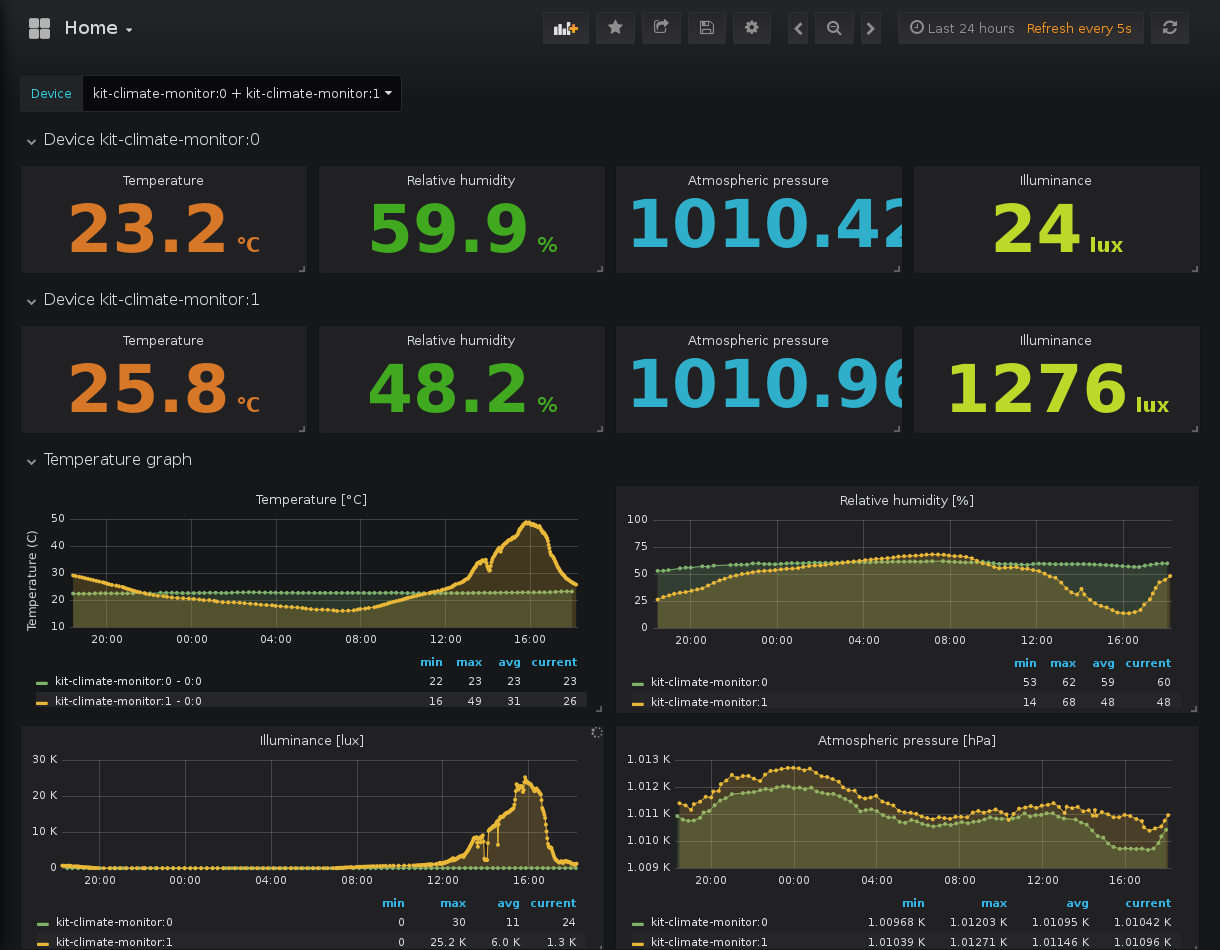 Home
Last 24 hours Refresh every 5s
Device kit-climate-monitor:0 + kit-climate-monitor:1
Device kit-climate-monitor:0
Temperature Relative humidity Atmospheric pressure Illuminance
23.2 °C 59.9 % 1010.42 24 lux
Device kit-climate-monitor:1
Temperature Relative humidity Atmospheric pressure Illuminance
25.8 °C 48.2 % 1010.96 1276 lux
Temperature graph
Temperature [°C]
Temperature (C)
50
40
30
20
10
20:00 00:00 04:00 08:00 12:00 16:00
min max avg current
kit-climate-monitor:0 - 0:0 22 23 23 23
kit-climate-monitor:1 - 0:0 16 49 31 26
Relative humidity [%]
100
75
50
25
0
20:00 00:00 04:00 08:00 12:00 16:00
min max avg current
kit-climate-monitor:0 53 62 59 60
kit-climate-monitor:1 14 68 48 48
Illuminance [lux]
30 K
20 K
10 K
0
20:00 00:00 04:00 08:00 12:00 16:00
min max avg current
kit-climate-monitor:0 0 30 11 24
kit-climate-monitor:1 0 25.2 K 6.0 K 1.3 K
Atmospheric pressure [hPa]
1.013 K
1.012 K
1.011 K
1.010 K
1.009 K
20:00 00:00 04:00 08:00 12:00 16:00
min max avg current
kit-climate-monitor:0 1.00968 K 1.01203 K 1.01095 K 1.01042 K
kit-climate-monitor:1 1.01039 K 1.01271 K 1.01146 K 1.01096 K